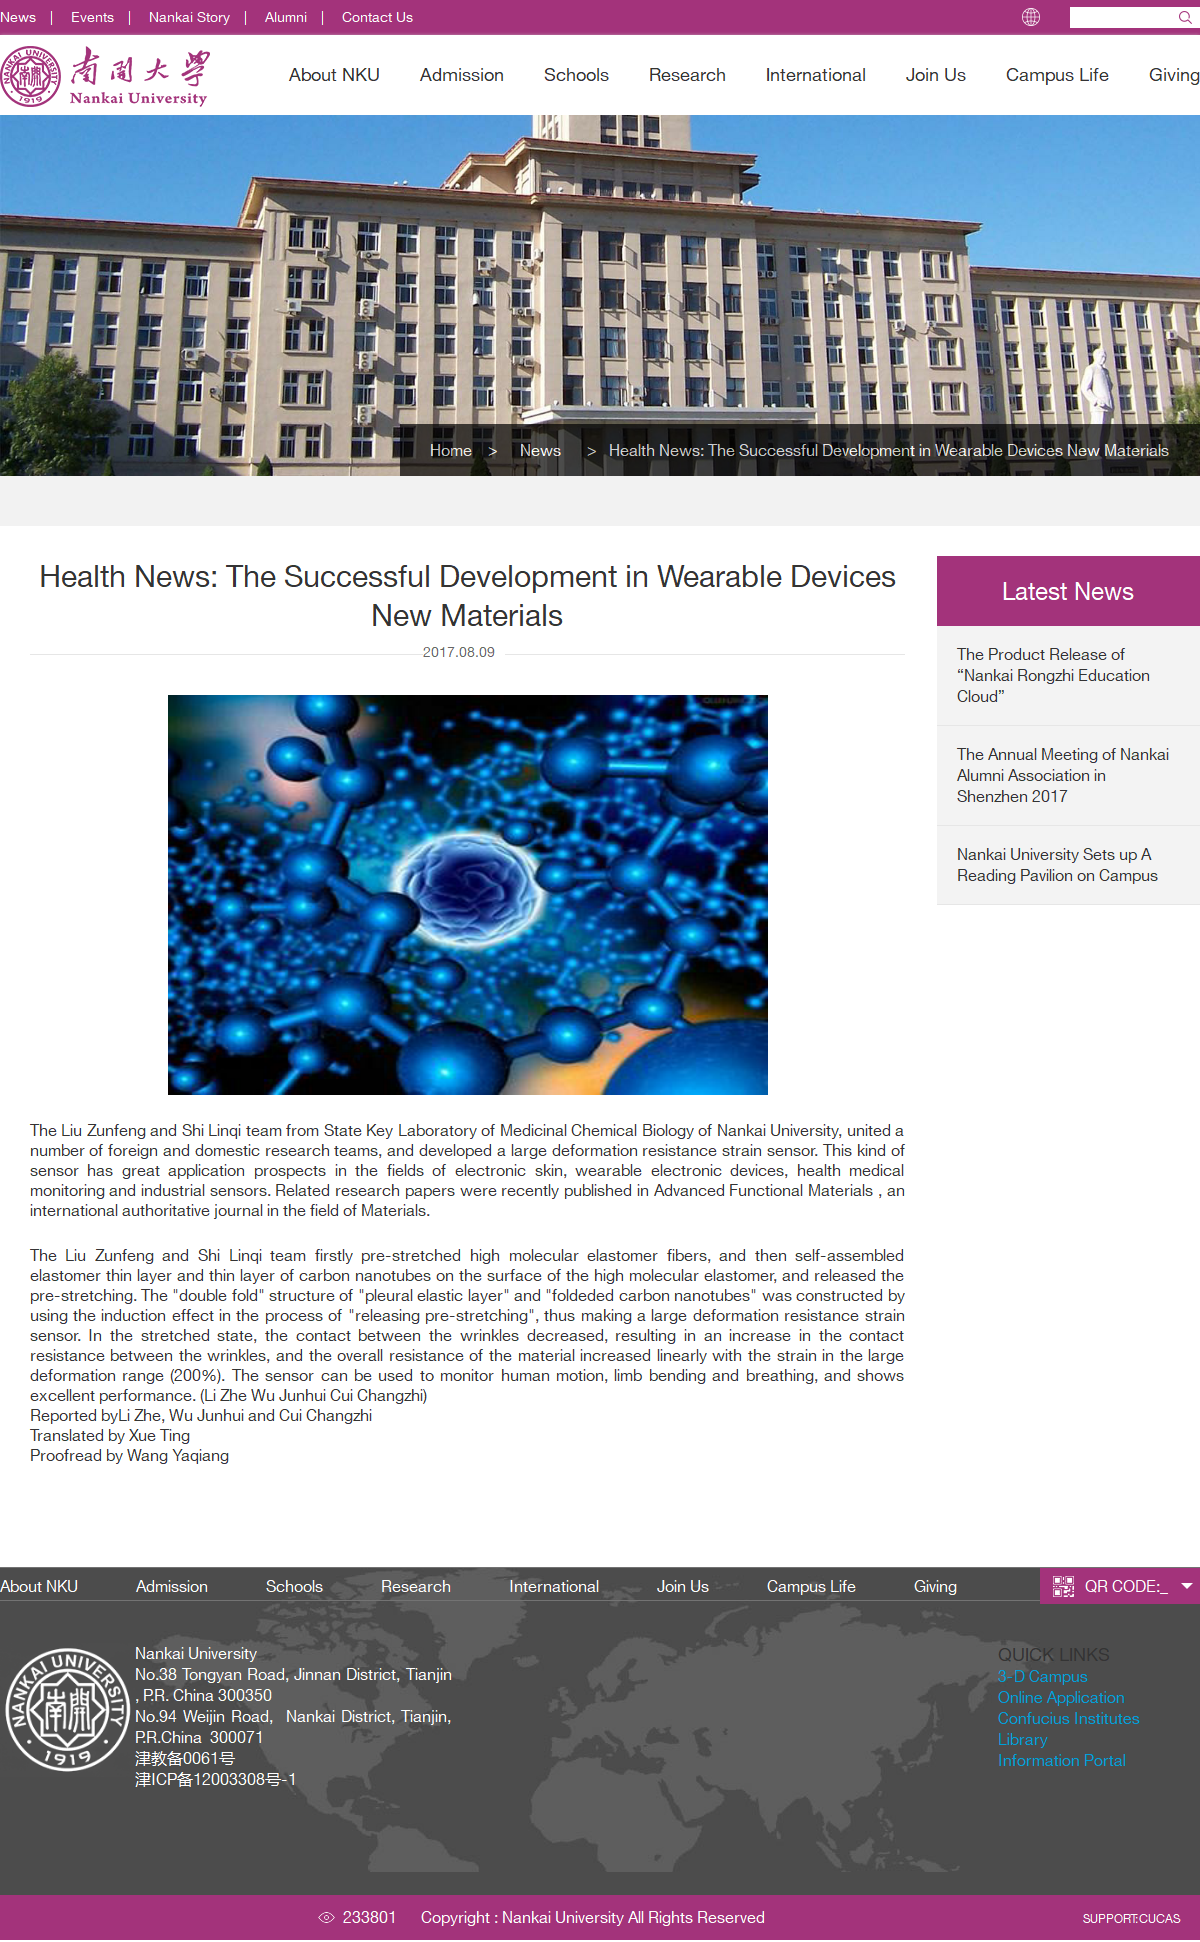 News | Events | Nankai Story | Alumni | Contact Us
NANKAI UNIVERSITY
1919
南開大學
Nankai University
About NKU Admission Schools Research International Join Us Campus Life Giving
Home > News > Health News: The Successful Development in Wearable Devices New Materials
Health News: The Successful Development in Wearable Devices
New Materials
2017.08.09
Latest News
The Product Release of
“Nankai Rongzhi Education
Cloud”
The Annual Meeting of Nankai
Alumni Association in
Shenzhen 2017
Nankai University Sets up A
Reading Pavilion on Campus
The Liu Zunfeng and Shi Linqi team from State Key Laboratory of Medicinal Chemical Biology of Nankai University, united a
number of foreign and domestic research teams, and developed a large deformation resistance strain sensor. This kind of
sensor has great application prospects in the fields of electronic skin, wearable electronic devices, health medical
monitoring and industrial sensors. Related research papers were recently published in Advanced Functional Materials , an
international authoritative journal in the field of Materials.
The Liu Zunfeng and Shi Linqi team firstly pre-stretched high molecular elastomer fibers, and then self-assembled
elastomer thin layer and thin layer of carbon nanotubes on the surface of the high molecular elastomer, and released the
pre-stretching. The "double fold" structure of "pleural elastic layer" and "foldeded carbon nanotubes" was constructed by
using the induction effect in the process of "releasing pre-stretching", thus making a large deformation resistance strain
sensor. In the stretched state, the contact between the wrinkles decreased, resulting in an increase in the contact
resistance between the wrinkles, and the overall resistance of the material increased linearly with the strain in the large
deformation range (200%). The sensor can be used to monitor human motion, limb bending and breathing, and shows
excellent performance. (Li Zhe Wu Junhui Cui Changzhi)
Reported byLi Zhe, Wu Junhui and Cui Changzhi
Translated by Xue Ting
Proofread by Wang Yaqiang
About NKU Admission Schools Research International Join Us Campus Life Giving
QR CODE:_
NANKAI UNIVERSITY
南開
1919
Nankai University
No.38 Tongyan Road, Jinnan District, Tianjin
, P.R. China 300350
No.94 Weijin Road, Nankai District, Tianjin,
P.R.China 300071
津教备0061号
津ICP备12003308号-1
QUICK LINKS
3-D Campus
Online Application
Confucius Institutes
Library
Information Portal
233801 Copyright : Nankai University All Rights Reserved
SUPPORT:CUCAS